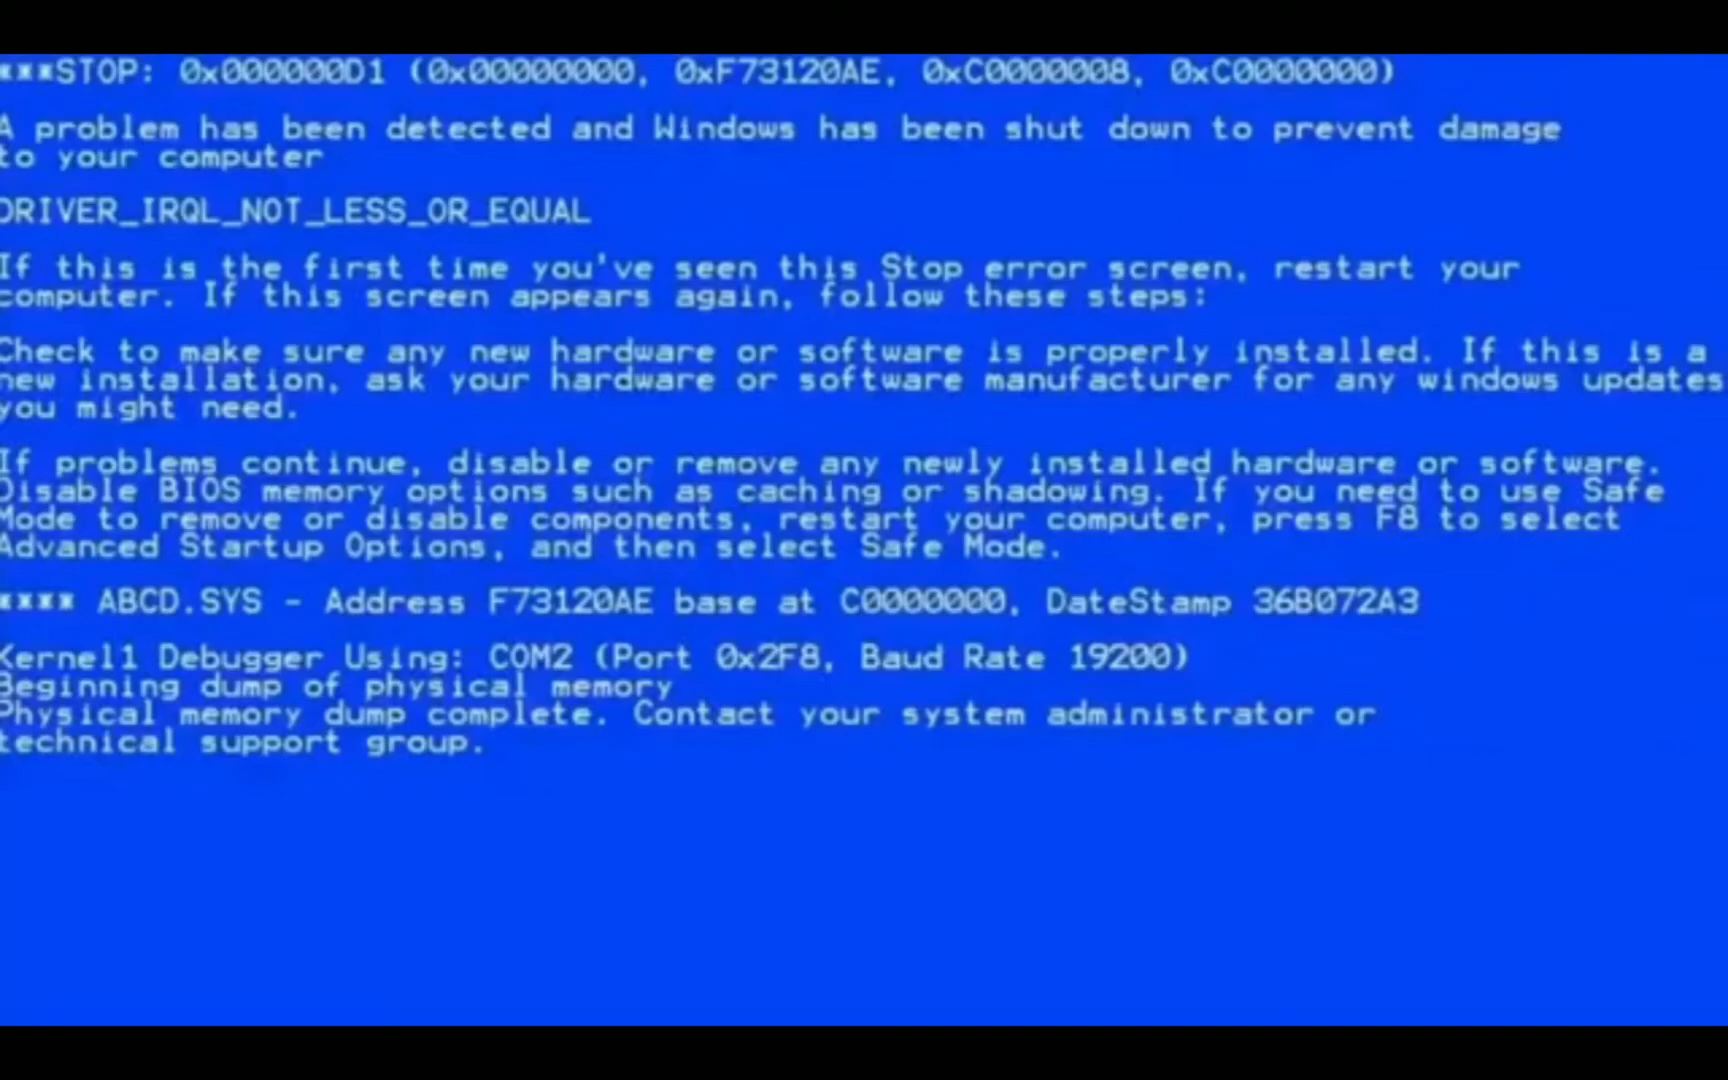 ***STOP: 0x000000D1 (0x00000000, 0xF73120AE, 0xC0000008, 0xC0000000)
A problem has been detected and Windows has been shut down to prevent damage
to your computer
DRIVER_IRQL_NOT_LESS_OR_EQUAL
If this is the first time you've seen this Stop error screen, restart your
computer. If this screen appears again, follow these steps:
Check to make sure any new hardware or software is properly installed. If this is a
new installation, ask your hardware or software manufacturer for any windows updates
you might need.
If problems continue, disable or remove any newly installed hardware or software.
Disable BIOS memory options such as caching or shadowing. If you need to use Safe
Mode to remove or disable components, restart your computer, press F8 to select
Advanced Startup Options, and then select Safe Mode.
**** ABCD.SYS - Address F73120AE base at C0000000, DateStamp 36B072A3
Kernel1 Debugger Using: COM2 (Port 0x2F8, Baud Rate 19200)
Beginning dump of physical memory
Physical memory dump complete. Contact your system administrator or
technical support group.